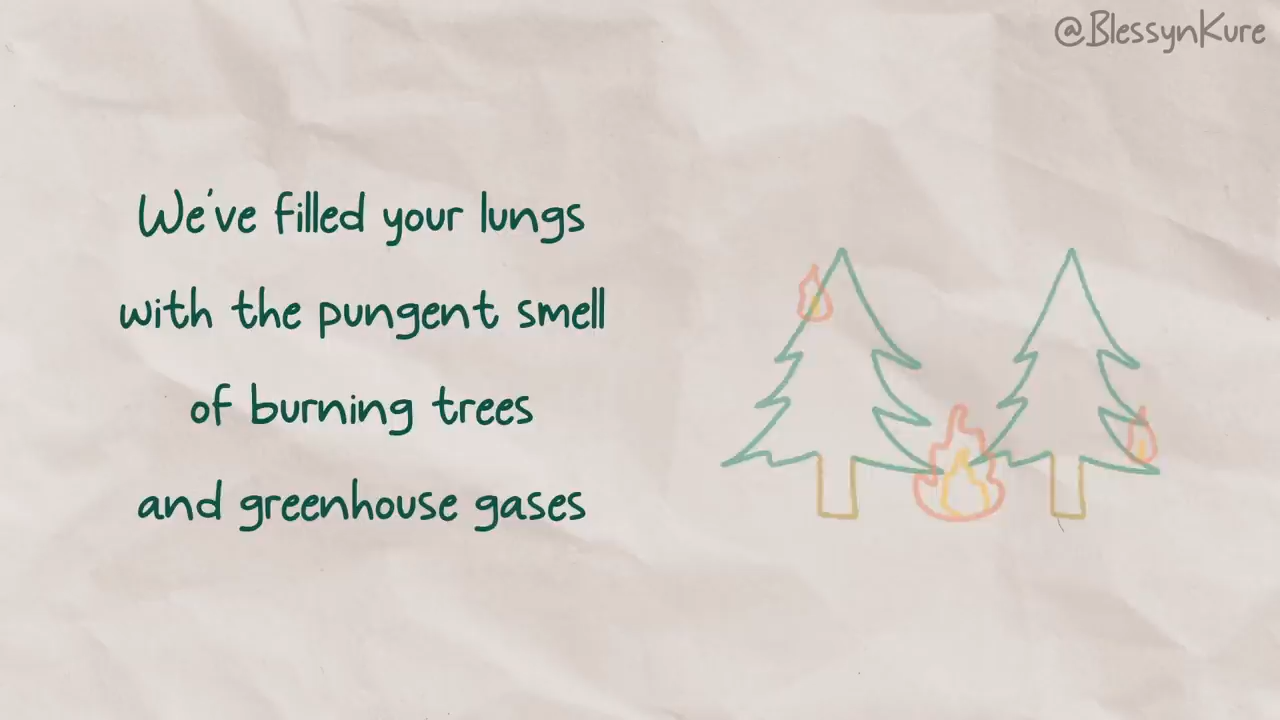 @BlessynKure
We've filled your lungs
with the pungent smell
of burning trees
and greenhouse gases